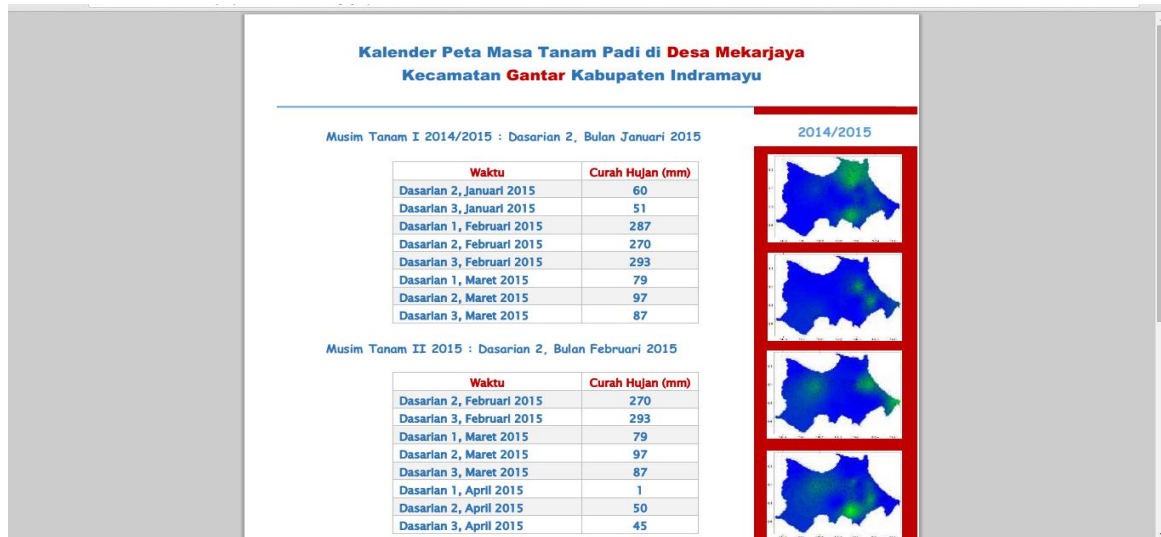 Kalender Peta Masa Tanam Padi di Desa Mekarjaya
Kecamatan Gantar Kabupaten Indramayu
Musim Tanam I 2014/2015 : Dasarian 2, Bulan Januari 2015
Waktu Curah Hujan (mm)
Dasarian 2, Januari 2015 60
Dasarian 3, Januari 2015 51
Dasarian 1, Februari 2015 287
Dasarian 2, Februari 2015 270
Dasarian 3, Februari 2015 293
Dasarian 1, Maret 2015 79
Dasarian 2, Maret 2015 97
Dasarian 3, Maret 2015 87
Musim Tanam II 2015 : Dasarian 2, Bulan Februari 2015
Waktu Curah Hujan (mm)
Dasarian 2, Februari 2015 270
Dasarian 3, Februari 2015 293
Dasarian 1, Maret 2015 79
Dasarian 2, Maret 2015 97
Dasarian 3, Maret 2015 87
Dasarian 1, April 2015 1
Dasarian 2, April 2015 50
Dasarian 3, April 2015 45
2014/2015